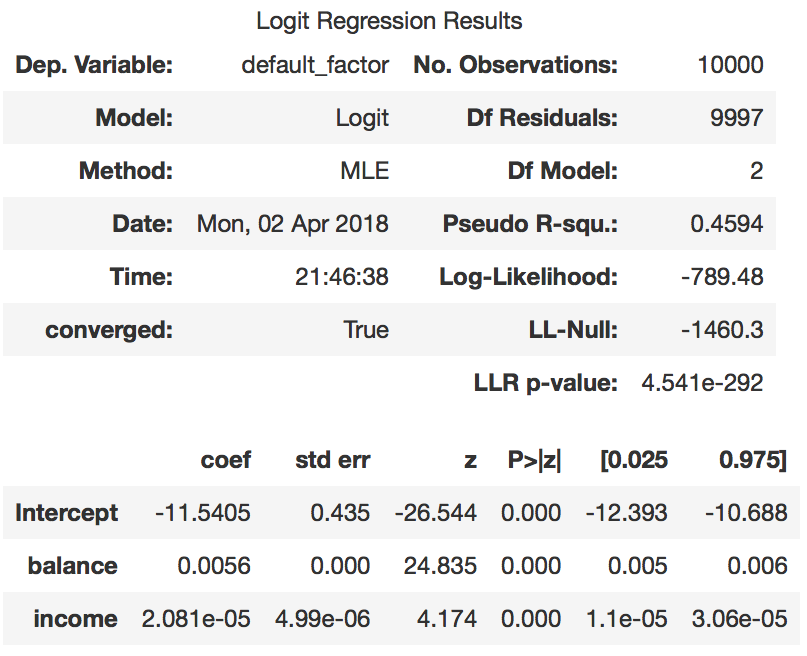 Logit Regression Results
Dep. Variable: default_factor No. Observations: 10000
Model: Logit Df Residuals: 9997
Method: MLE Df Model: 2
Date: Mon, 02 Apr 2018 Pseudo R-squ.: 0.4594
Time: 21:46:38 Log-Likelihood: -789.48
converged: True LL-Null: -1460.3
LLR p-value: 4.541e-292
coef std err z P>|z| [0.025 0.975]
Intercept -11.5405 0.435 -26.544 0.000 -12.393 -10.688
balance 0.0056 0.000 24.835 0.000 0.005 0.006
income 2.081e-05 4.99e-06 4.174 0.000 1.1e-05 3.06e-05